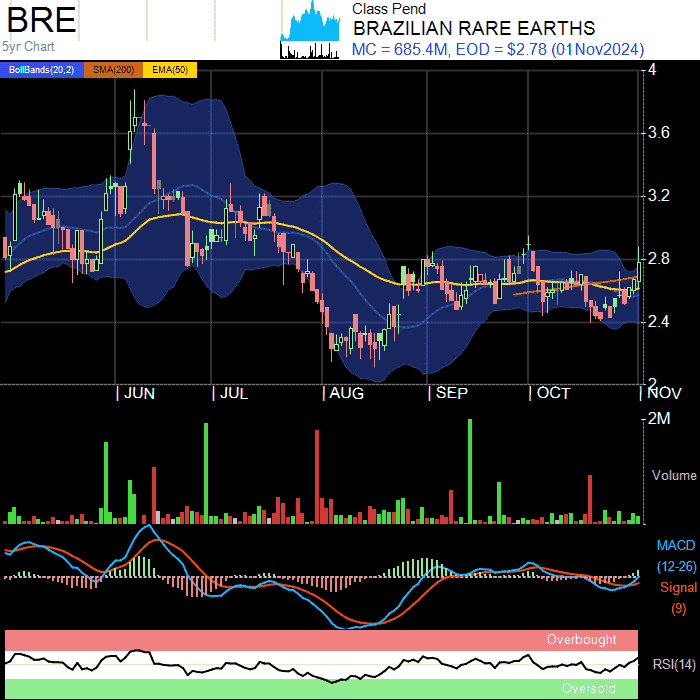 BRE
5yr Chart
Class Pend
BRAZILIAN RARE EARTHS
MC = 685.4M, EOD = $2.78 (01Nov2024)
BollBands(20,2) SMA(200) EMA(50)
4
3.6
3.2
2.8
2.4
2
JUN JUL AUG SEP OCT NOV
2M
Volume
MACD
(12-26)
Signal
(9)
Overbought
RSI(14)
Oversold